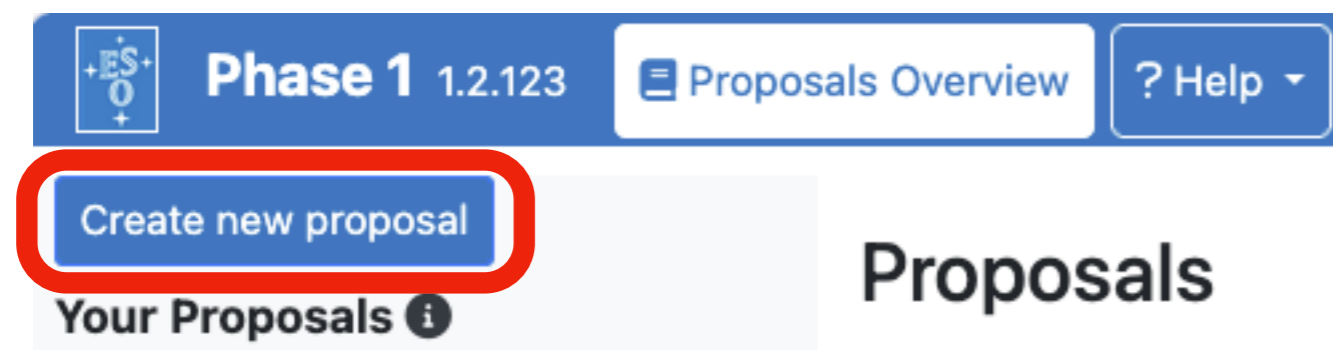 ESO
Phase 1 1.2.123
Proposals Overview
? Help
Create new proposal
Your Proposals
Proposals